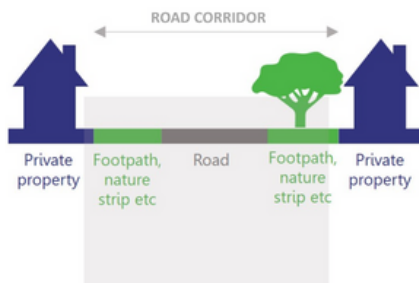 ROAD CORRIDOR
Private
property
Footpath,
nature
strip etc
Road
Footpath,
nature
strip etc
Private
property